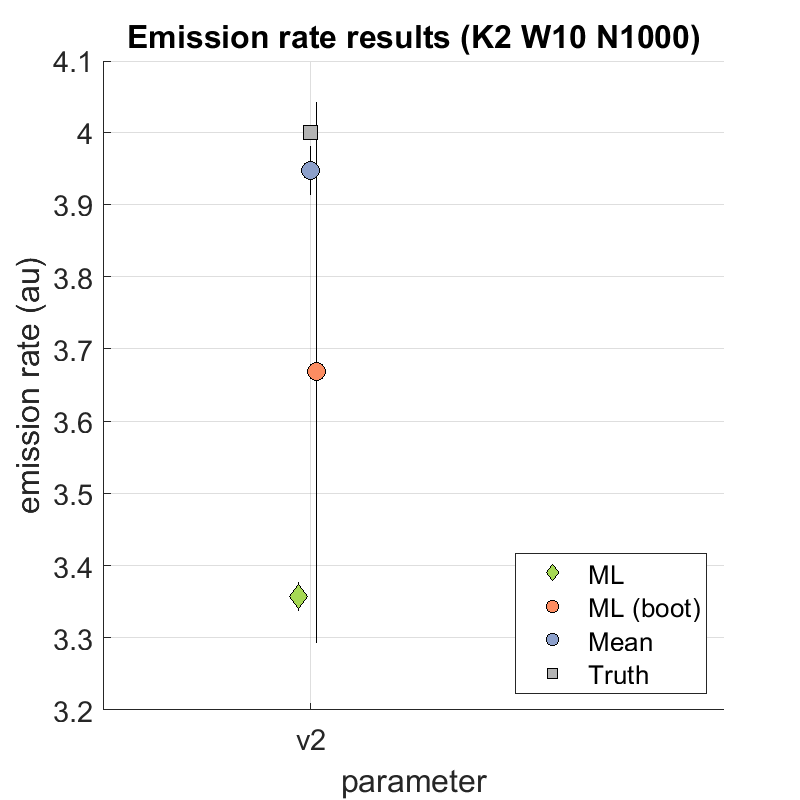 Emission rate results (K2 W10 N1000)
4.1
4
3.9
3.8
3.7
3.6
3.5
3.4
3.3
3.2
emission rate (au)
ML
ML (boot)
Mean
Truth
v2
parameter